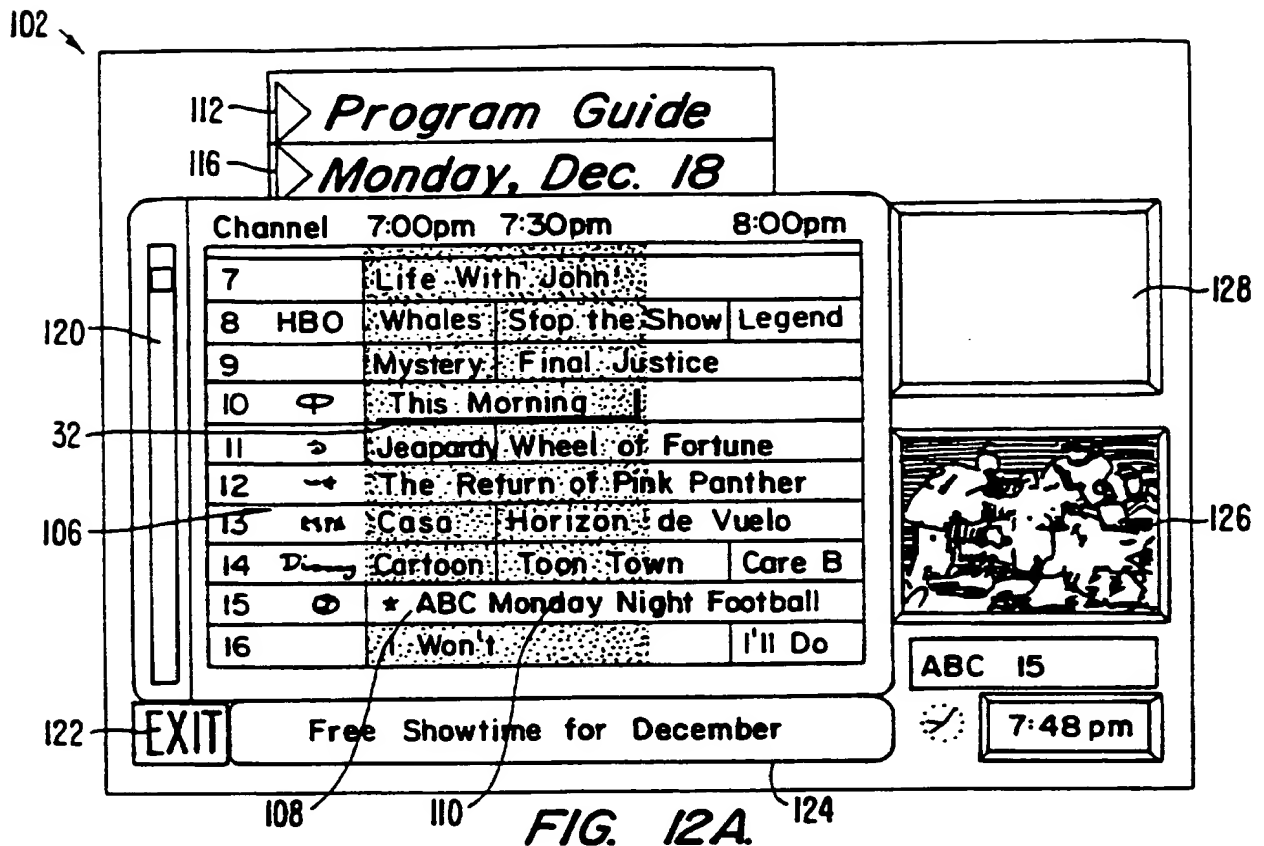 102
112
Program Guide
116
Monday, Dec. 18
Channel 7:00pm 7:30pm 8:00pm
7 Life With John
8 HBO Whales Stop the Show Legend
128
120
9 Mystery Final Justice
10 This Morning
32
11 Jeapardy Wheel of Fortune
12 The Return of Pink Panther
106
13 ESPN Casa Horizon de Vuelo
126
14 Disney Cartoon Toon Town Care B
15 * ABC Monday Night Football
16 I Won't I'll Do
ABC 15
122
EXIT
Free Showtime for December
7:48 pm
108
110
124
FIG. 12A.